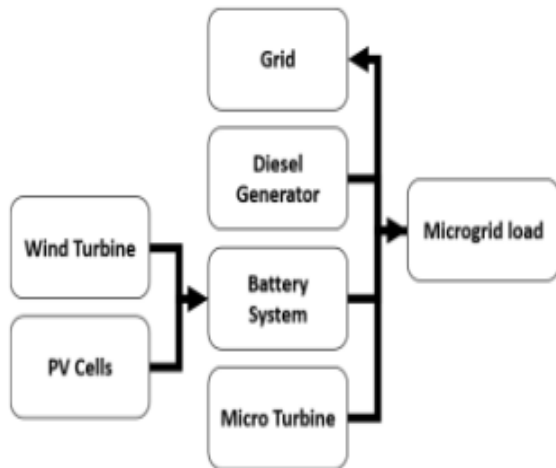 Grid
Diesel
Generator
Wind Turbine
Microgrid load
Battery
System
PV Cells
Micro Turbine